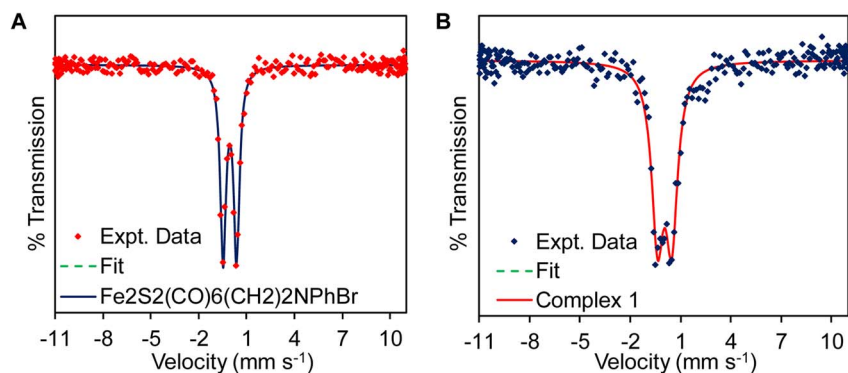 A
% Transmission
Expt. Data
Fit
Fe2S2(CO)6(CH2)2NPhBr
-11 -8 -5 -2 1 4 7 10
Velocity (mm s⁻¹)
B
% Transmission
Expt. Data
Fit
Complex 1
-11 -8 -5 -2 1 4 7 10
Velocity (mm s⁻¹)